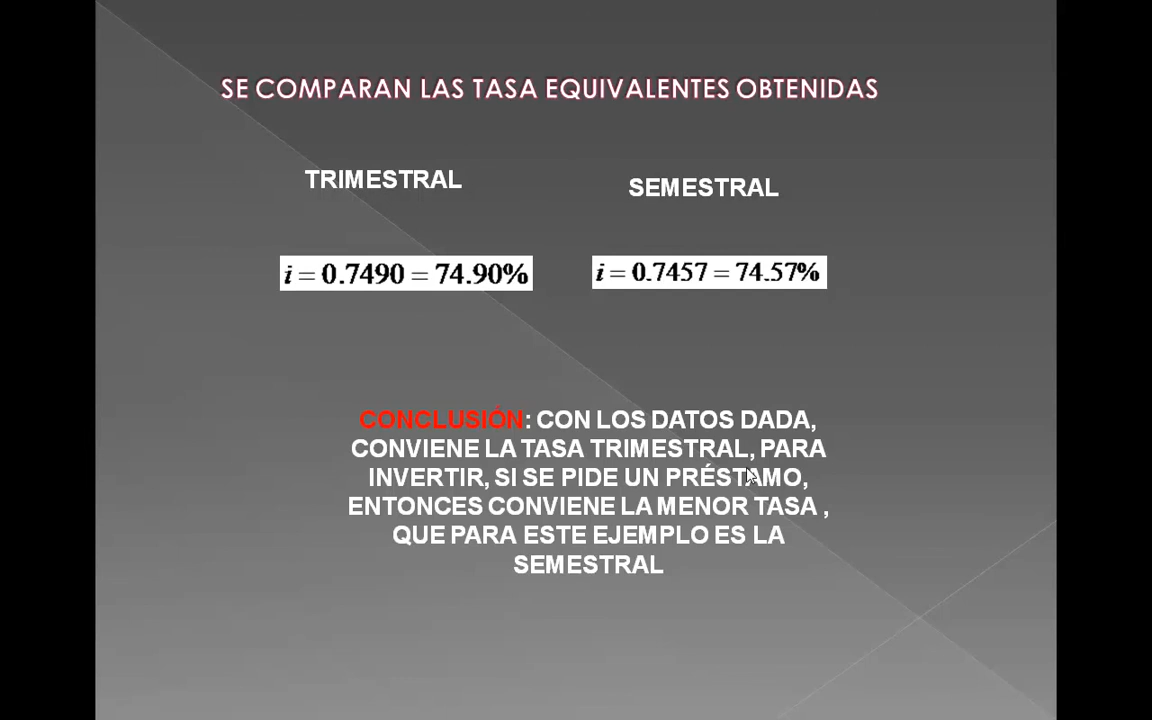 SE COMPARAN LAS TASA EQUIVALENTES OBTENIDAS
TRIMESTRAL
SEMESTRAL
i = 0.7490 = 74.90%
i = 0.7457 = 74.57%
CONCLUSIÓN: CON LOS DATOS DADA,
CONVIENE LA TASA TRIMESTRAL, PARA
INVERTIR, SI SE PIDE UN PRÉSTAMO,
ENTONCES CONVIENE LA MENOR TASA ,
QUE PARA ESTE EJEMPLO ES LA
SEMESTRAL